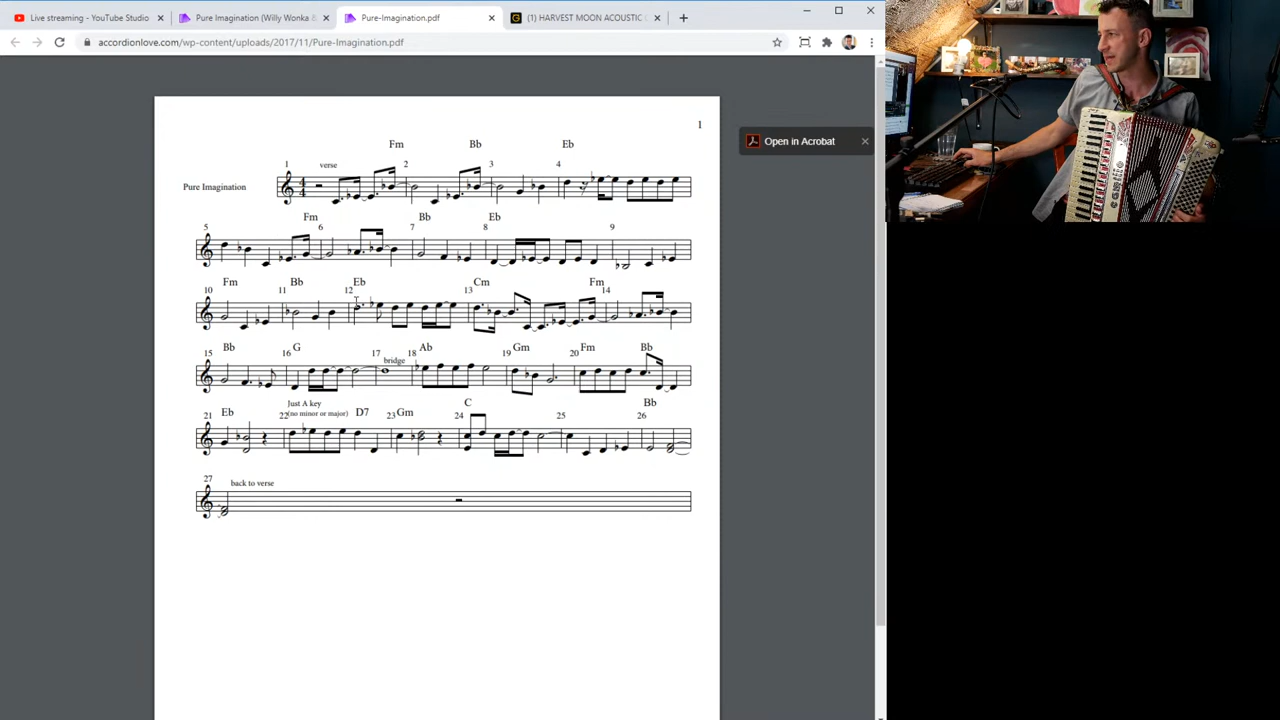 Live streaming - YouTube Studio
Pure Imagination (Willy Wonka &
Pure-Imagination.pdf
(1) HARVEST MOON ACOUSTIC
accordionlove.com/wp-content/uploads/2017/11/Pure-Imagination.pdf
Open in Acrobat
1
Fm Bb Eb
1 verse 2 3 4
Pure Imagination
4
4
Fm Bb Eb
5 6 7 8 9
Fm Bb Eb Cm Fm
10 11 12 13 14
Bb G Ab Gm Fm Bb
15 16 17 bridge 18 19 20
Eb Just A key (no minor or major) D7 Gm C Bb
21 22 23 24 25 26
27 back to verse